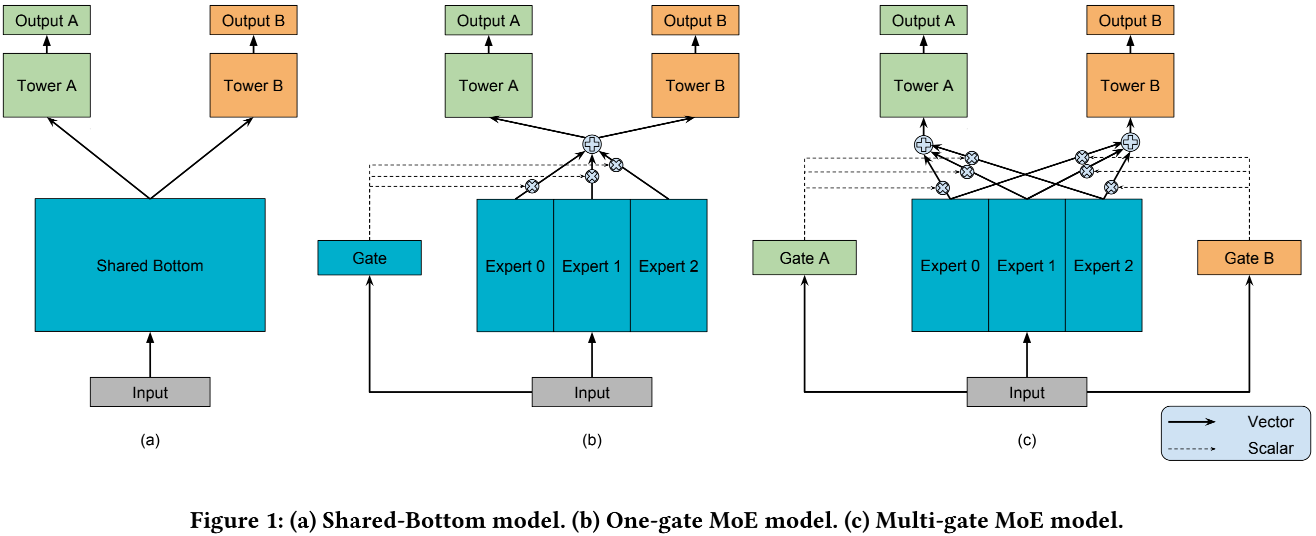 Output A
Output B
Tower A
Tower B
Shared Bottom
Input
(a)
Output A
Output B
Tower A
Tower B
Gate
Expert 0
Expert 1
Expert 2
Input
(b)
Output A
Output B
Tower A
Tower B
Gate A
Expert 0
Expert 1
Expert 2
Gate B
Input
(c)
Vector
Scalar
Figure 1: (a) Shared-Bottom model. (b) One-gate MoE model. (c) Multi-gate MoE model.